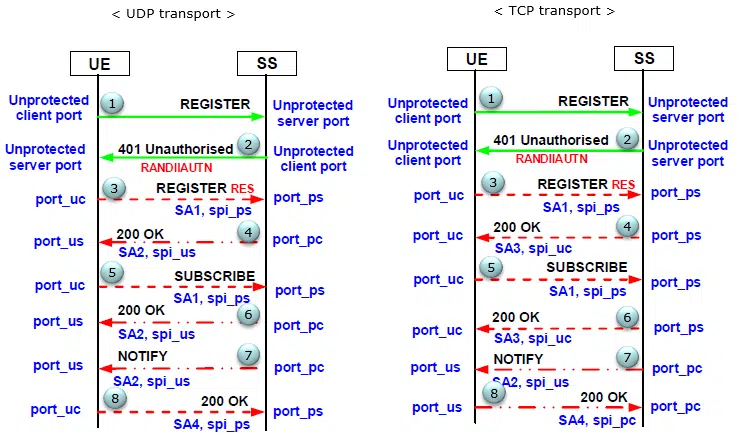 < UDP transport >
UE
SS
Unprotected
client port
1
REGISTER
Unprotected
server port
Unprotected
server port
401 Unauthorised
2
RANDIIAUTN
Unprotected
client port
port_uc
3
REGISTER RES
SA1, spi_ps
port_ps
port_us
200 OK
4
SA2, spi_us
port_pc
port_uc
5
SUBSCRIBE
SA1, spi_ps
port_ps
port_us
200 OK
6
SA2, spi_us
port_pc
port_us
NOTIFY
7
SA2, spi_us
port_pc
port_uc
8
200 OK
SA4, spi_ps
port_ps
< TCP transport >
UE
SS
Unprotected
client port
1
REGISTER
Unprotected
server port
Unprotected
client port
401 Unauthorised
2
RANDIIAUTN
Unprotected
server port
port_uc
3
REGISTER RES
SA1, spi_ps
port_ps
port_uc
200 OK
4
SA3, spi_uc
port_ps
port_uc
5
SUBSCRIBE
SA1, spi_ps
port_ps
port_uc
200 OK
6
SA3, spi_uc
port_ps
port_us
NOTIFY
7
SA2, spi_us
port_pc
port_us
8
200 OK
SA4, spi_pc
port_pc